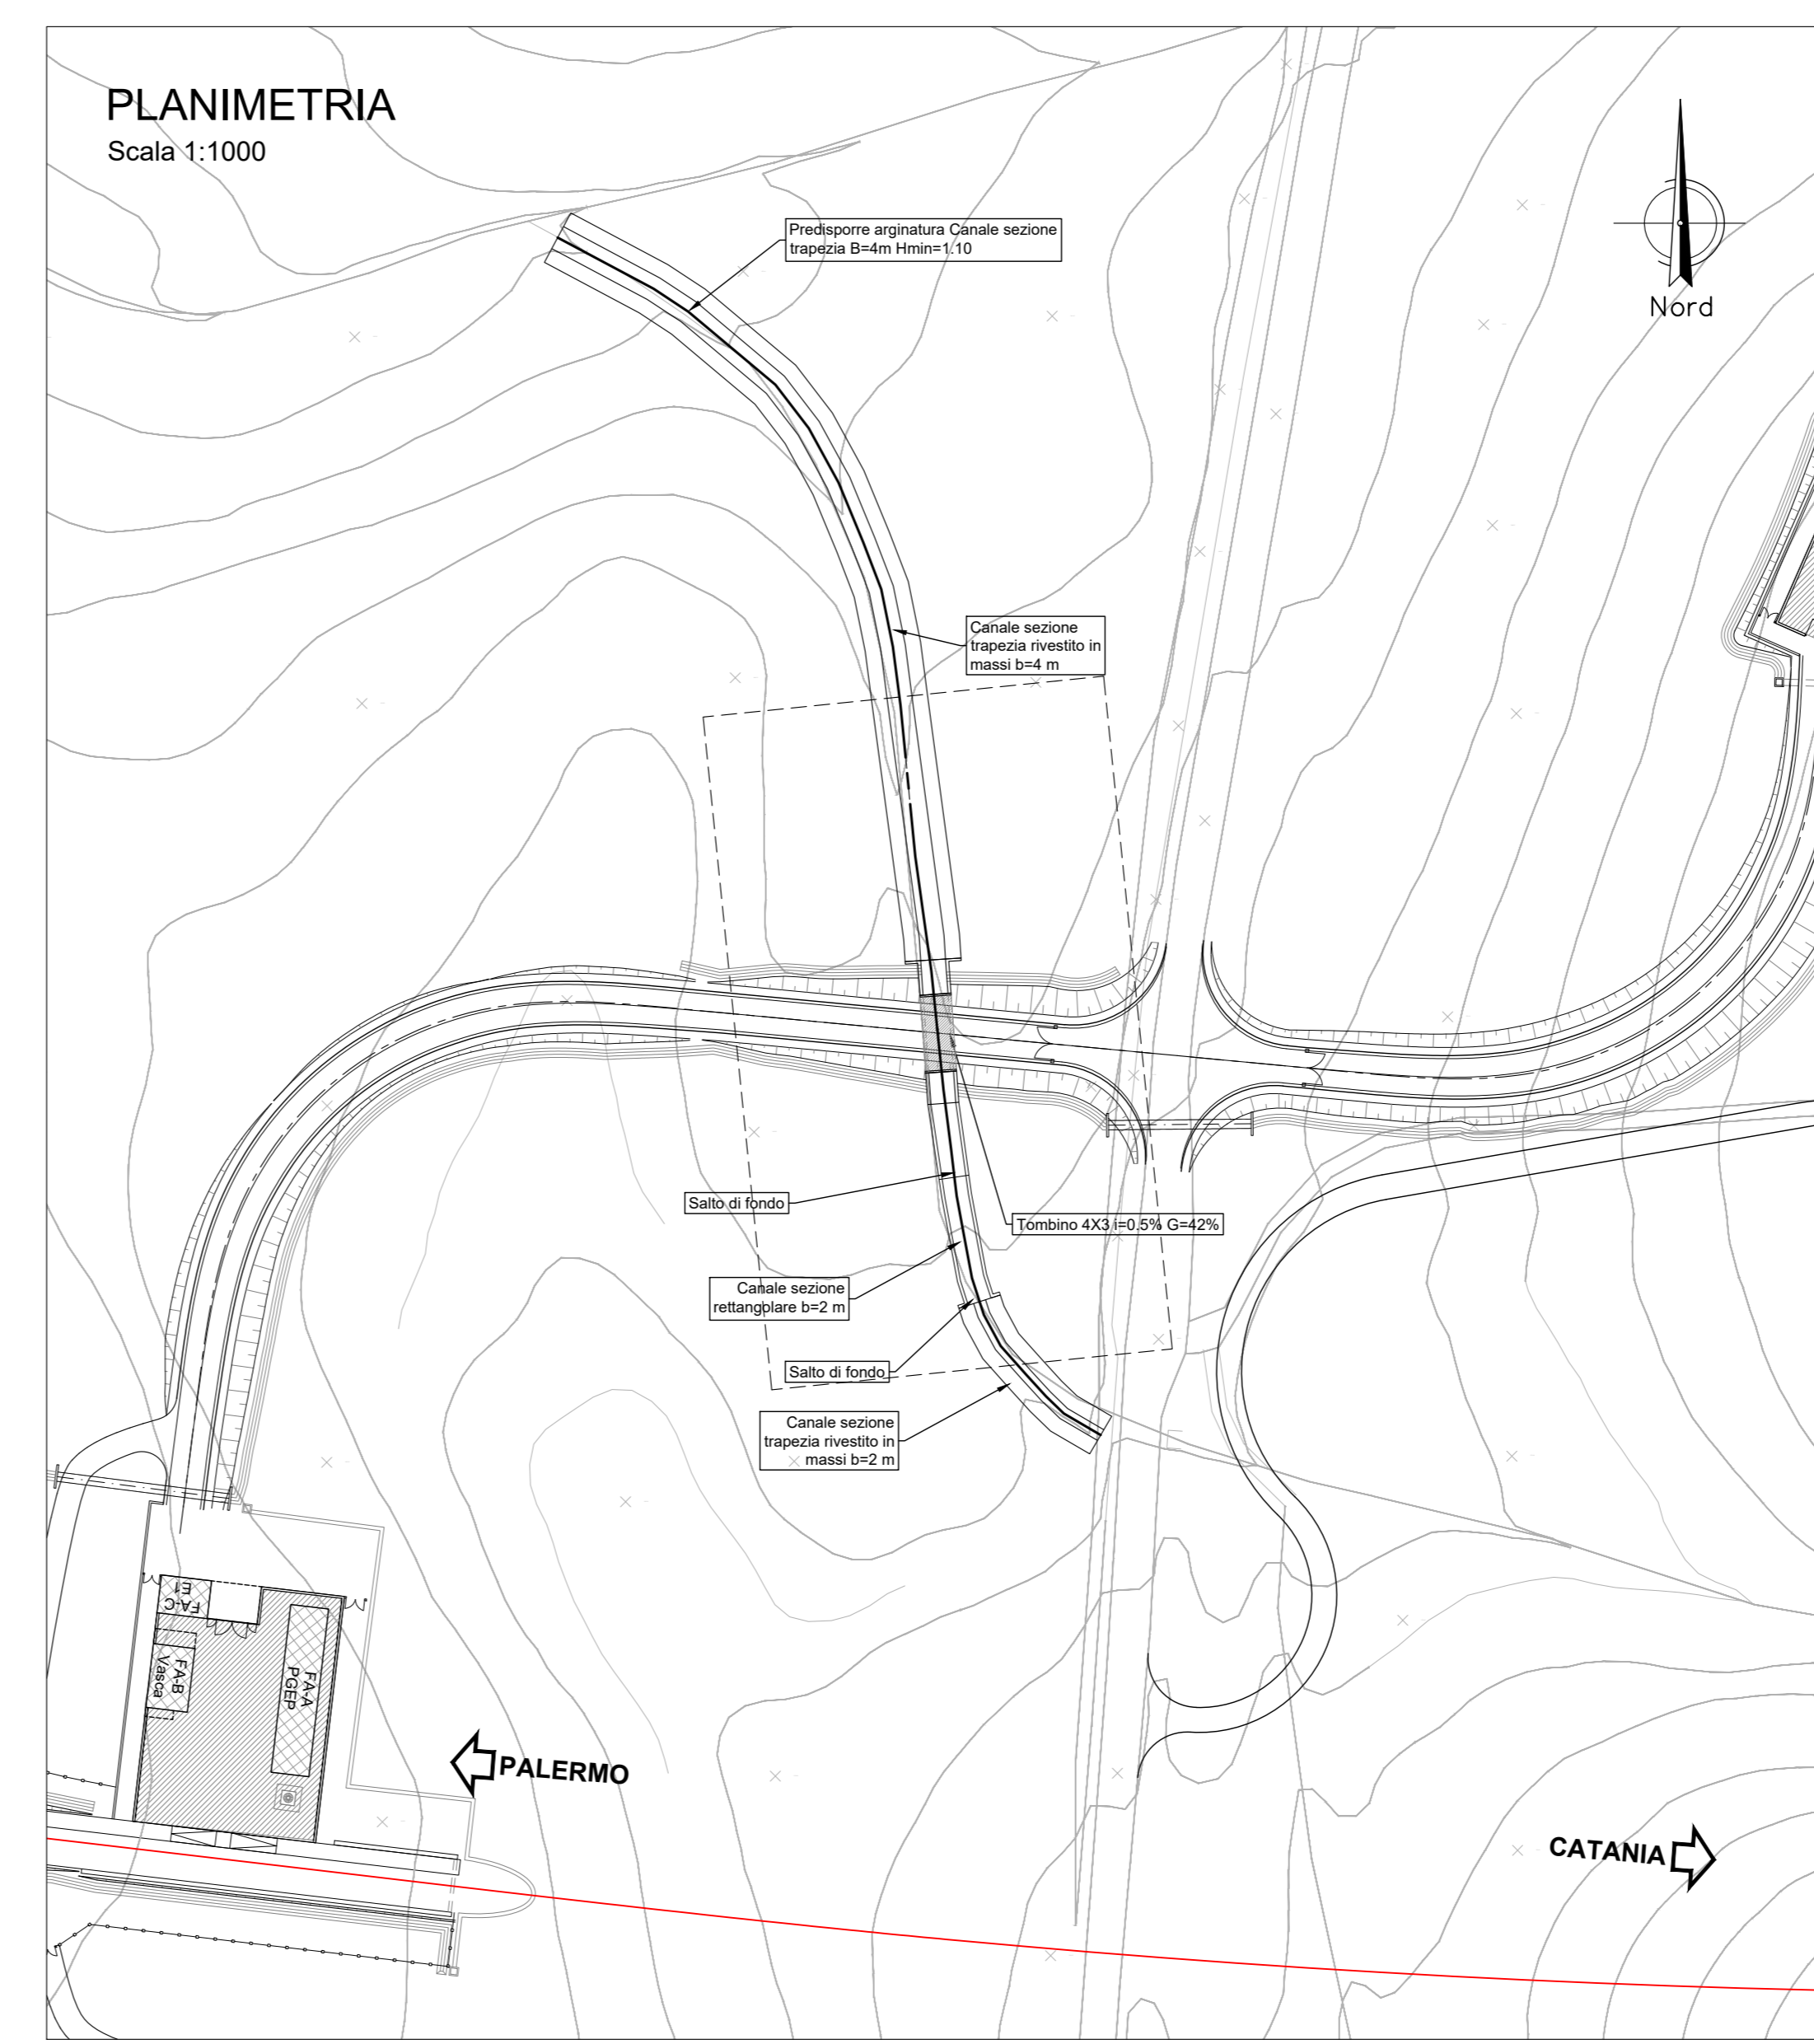 PLANIMETRIA
Scala 1:1000
Nord
Predisporre arginatura Canale sezione
trapezia B=4m Hmin=1.10
Canale sezione
trapezia rivestito in
massi b=4 m
Salto di fondo
Tombino 4X3 i=0.5% G=42%
Canale sezione
rettangolare b=2 m
Salto di fondo
Canale sezione
trapezia rivestito in
massi b=2 m
FA-C
E1
FA-B
Vasca
FA-A
PGEP
PALERMO
CATANIA